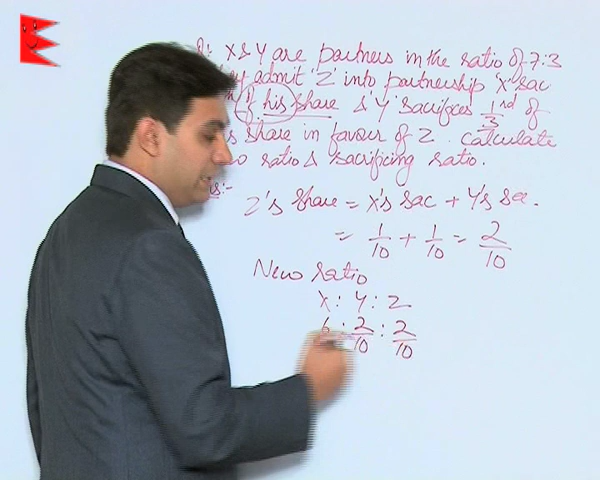 Q: X & Y are partners in the ratio of 7:3
admit 'Z' into partnership 'X' sac
of his share & 'Y' sacrifices 1/3 rd of
share in favour of Z. Calculate
ratio & sacrificing ratio.
Z's share = X's sac + Y's sac.
= 1/10 + 1/10 = 2/10
New ratio
X : Y : Z
6 : 2/10 : 2/10